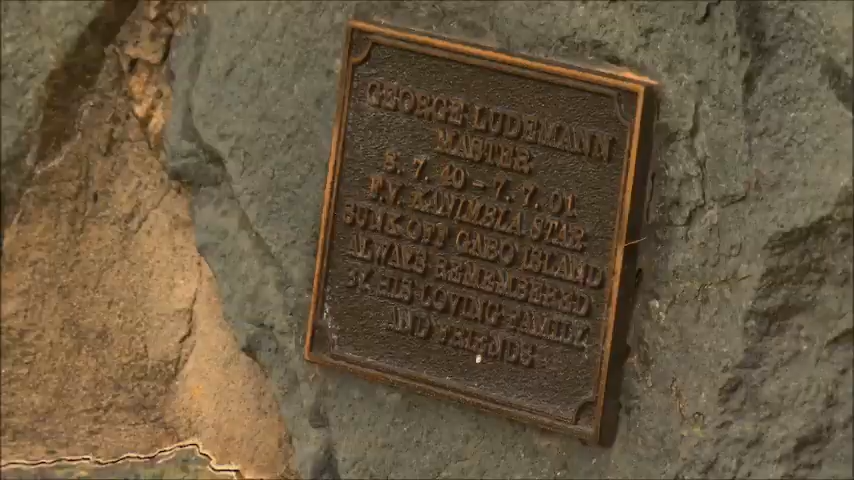 GEORGE LUDEMANN
MASTER
8. 7. 40 - 7. 7. 01
F.V. KANIMBLA STAR
SUNK OFF GABO ISLAND
ALWAYS REMEMBERED
BY HIS LOVING FAMILY
AND FRIENDS